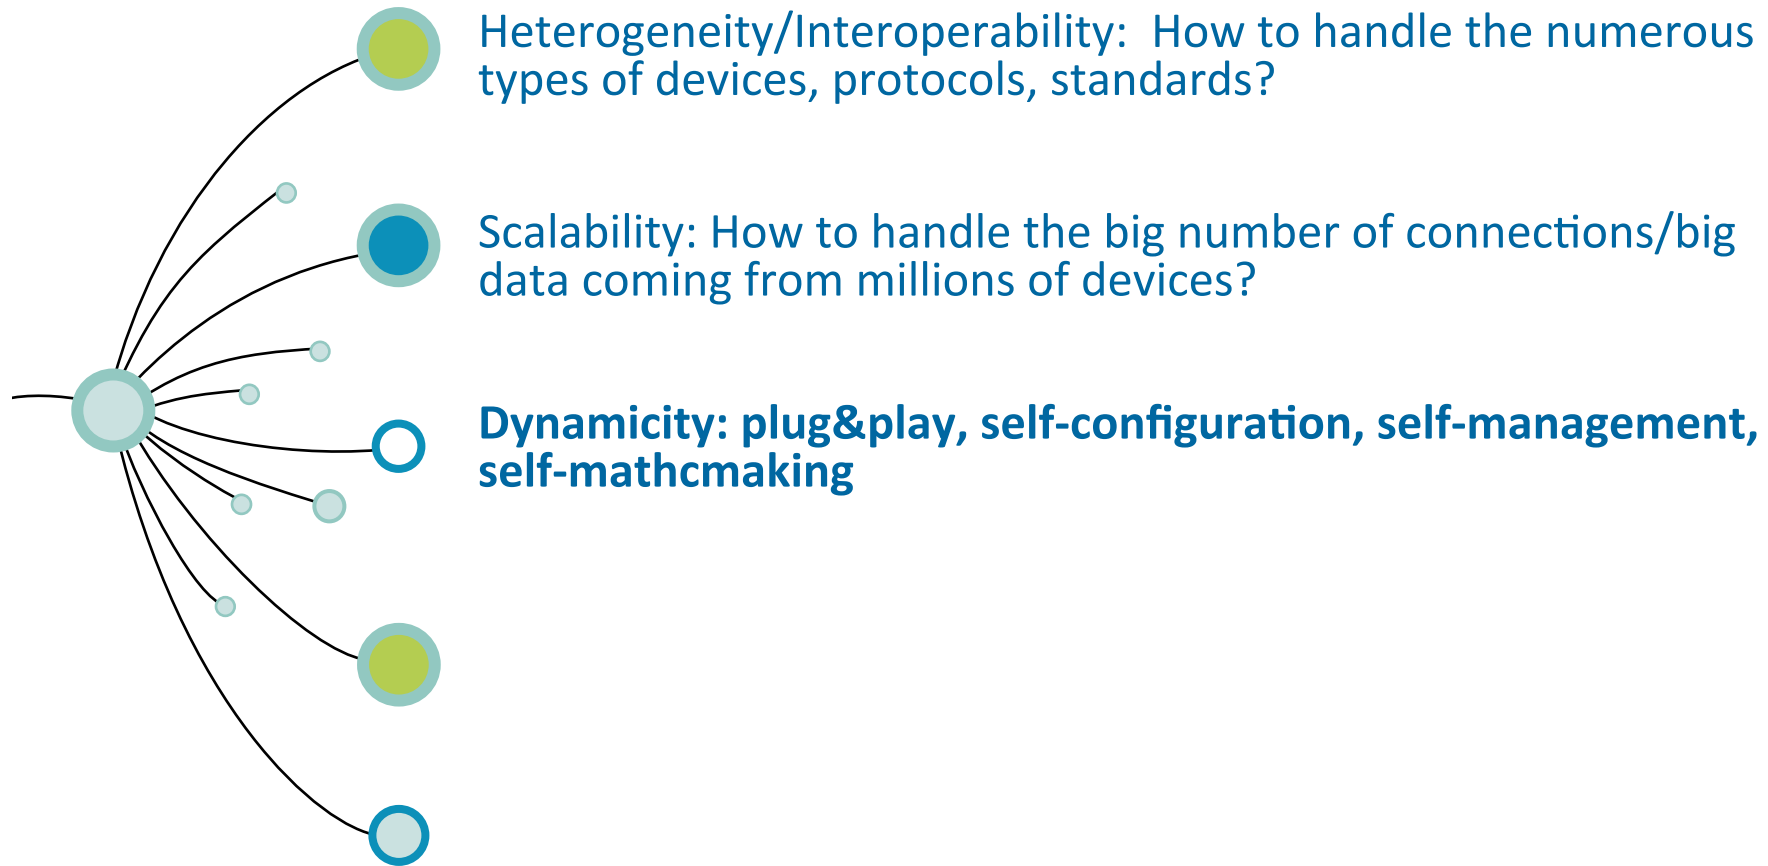 Heterogeneity/Interoperability:  How to handle the numerous
types of devices, protocols, standards?
Scalability: How to handle the big number of connections/big
data coming from millions of devices?
Dynamicity: plug&play, self-configuration, self-management,
self-mathcmaking